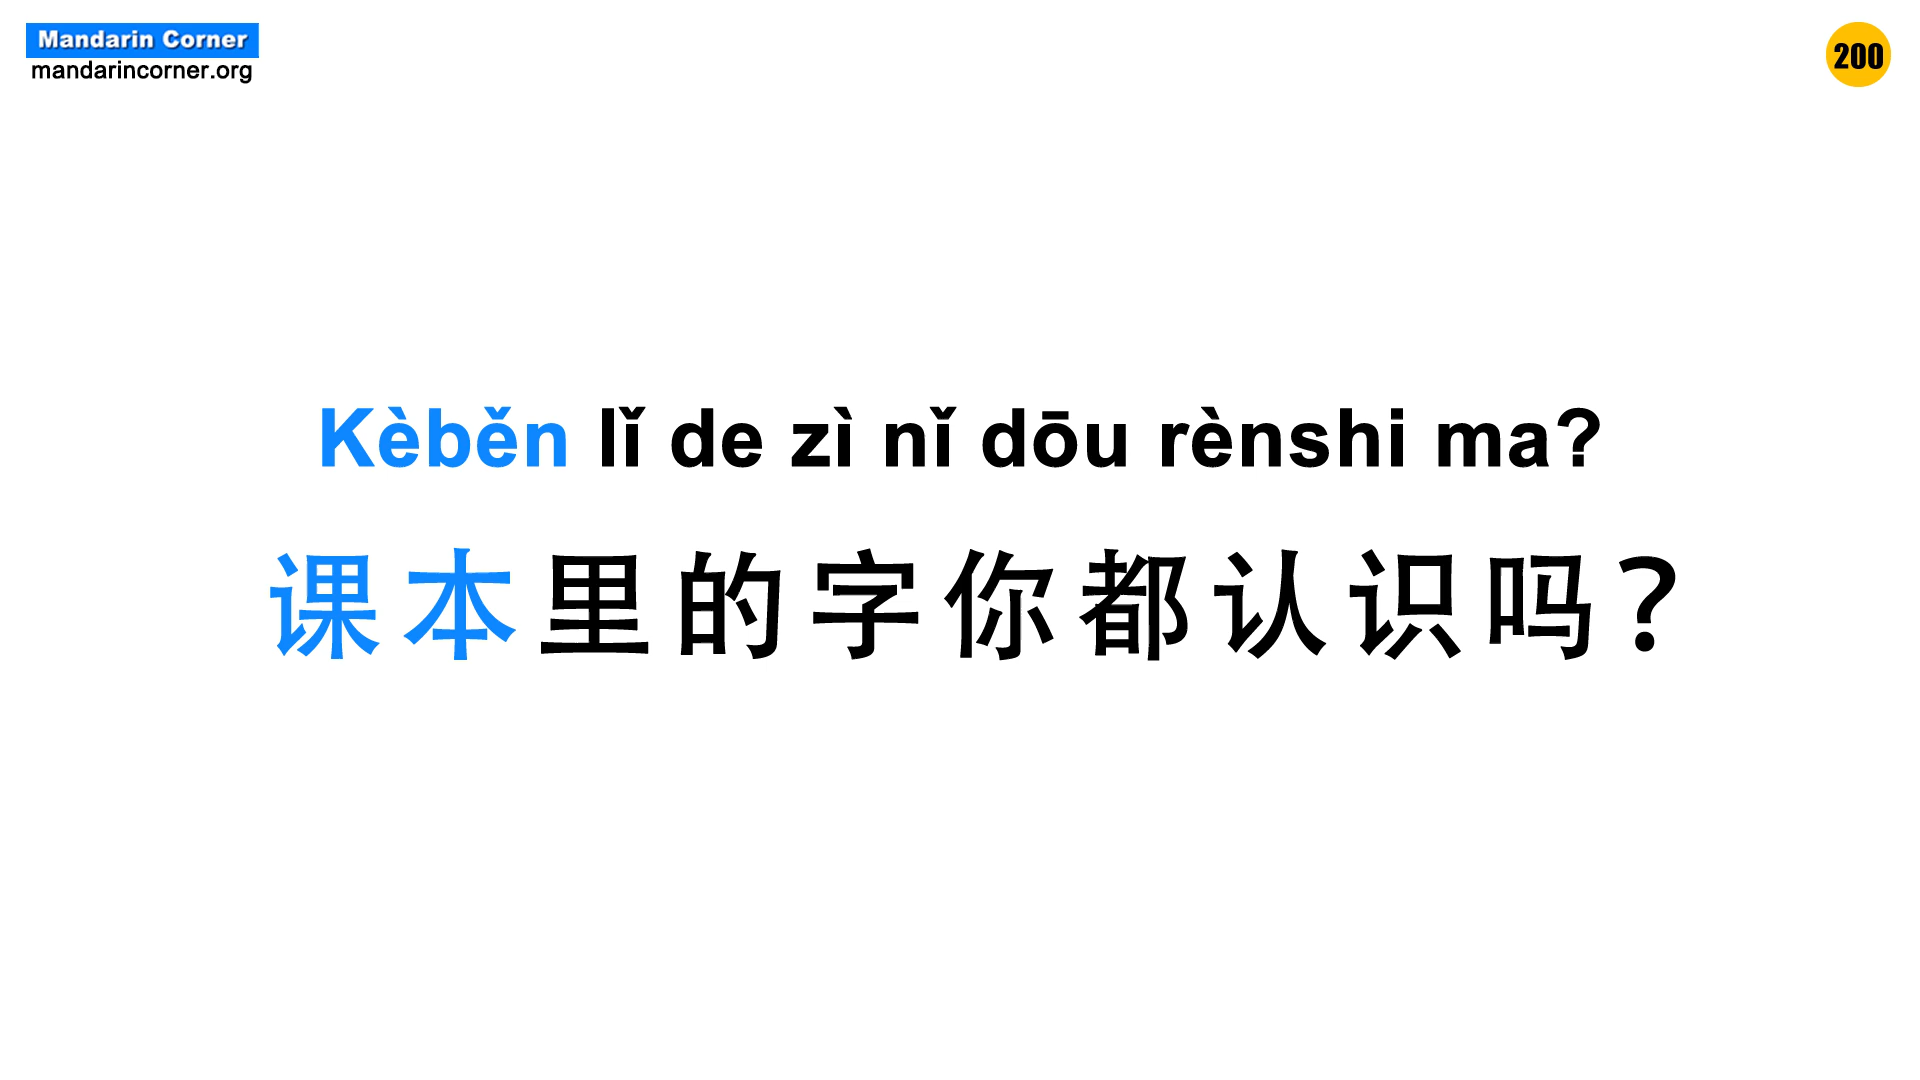 Mandarin Corner
mandarincorner.org
200
Kèběn lǐ de zì nǐ dōu rènshi ma?
课本里的字你都认识吗?